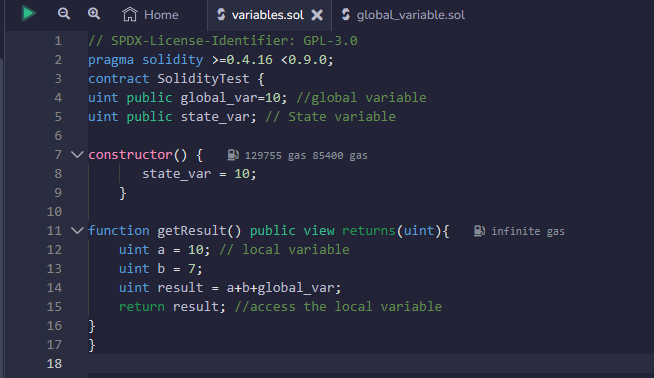 Home variables.sol global_variable.sol
1 // SPDX-License-Identifier: GPL-3.0
2 pragma solidity >=0.4.16 <0.9.0;
3 contract SolidityTest {
4 uint public global_var=10; //global variable
5 uint public state_var; // State variable
6
7 constructor() { 129755 gas 85400 gas
8 state_var = 10;
9 }
10
11 function getResult() public view returns(uint){ infinite gas
12 uint a = 10; // local variable
13 uint b = 7;
14 uint result = a+b+global_var;
15 return result; //access the local variable
16 }
17 }
18